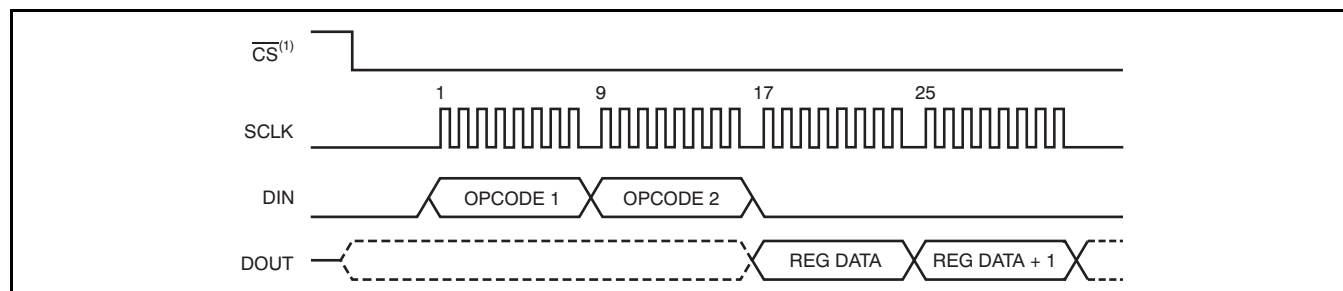 CS(1)
1 9 17 25
SCLK
DIN OPCODE 1 OPCODE 2
DOUT REG DATA REG DATA + 1